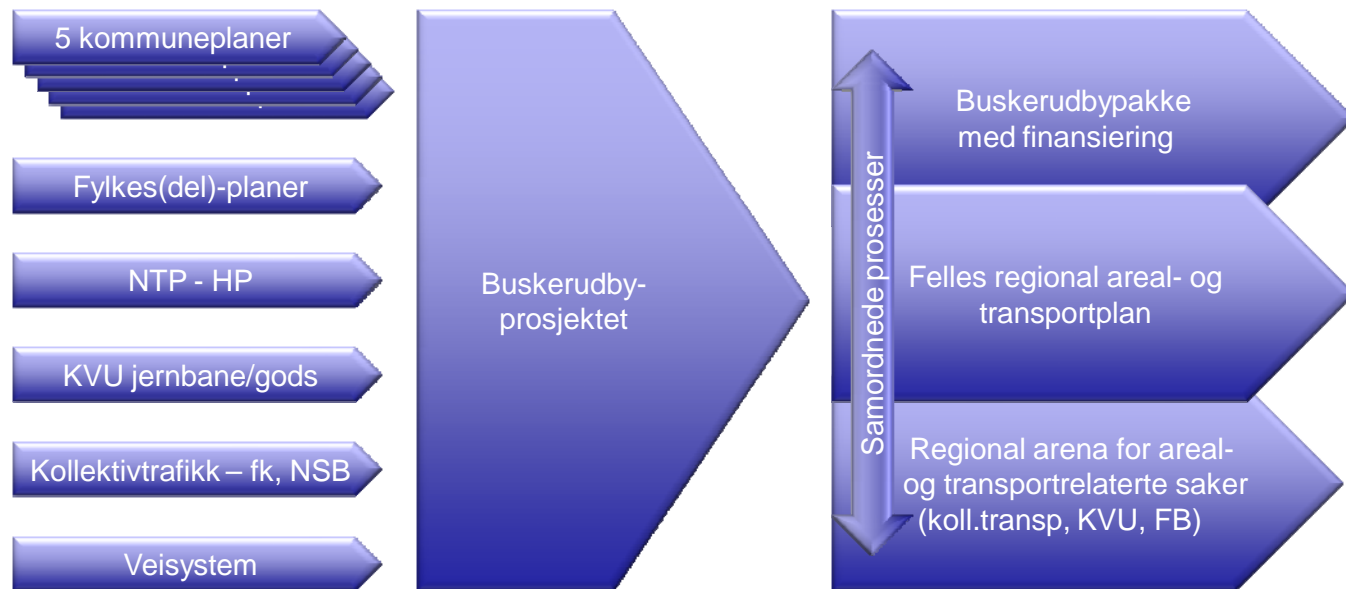 5 kommuneplaner
.
.
.
.
Fylkes(del)-planer
NTP - HP
KVU jernbane/gods
Kollektivtrafikk – fk, NSB
Veisystem
Buskerudby-
prosjektet
Samordnede prosesser
Buskerudbypakke
med finansiering
Felles regional areal- og
transportplan
Regional arena for areal-
og transportrelaterte saker
(koll.transp, KVU, FB)